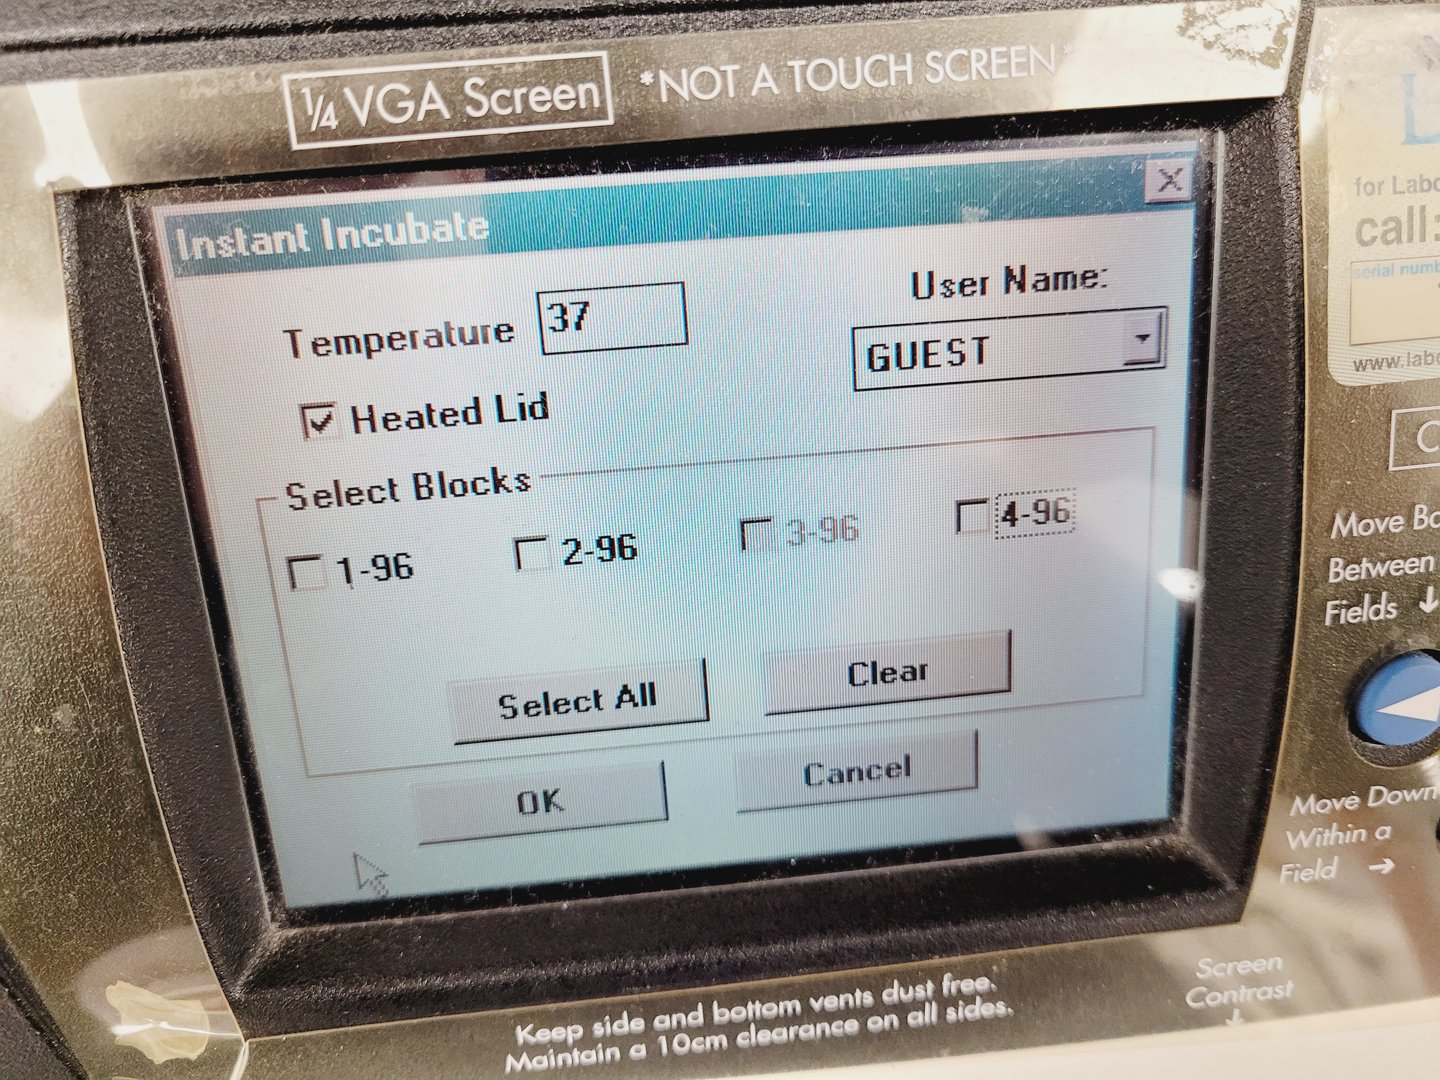 1/4 VGA Screen *NOT A TOUCH SCREEN*
Instant Incubate
Temperature 37
User Name:
GUEST
Heated Lid
Select Blocks
1-96 2-96 3-96 4-96
Select All Clear
OK Cancel
for Labo
call:
serial numb
www.labo
Move Ba
Between
Fields ↓
Move Down
Within a
Field →
Screen
Contrast
↓
Keep side and bottom vents dust free.
Maintain a 10cm clearance on all sides.